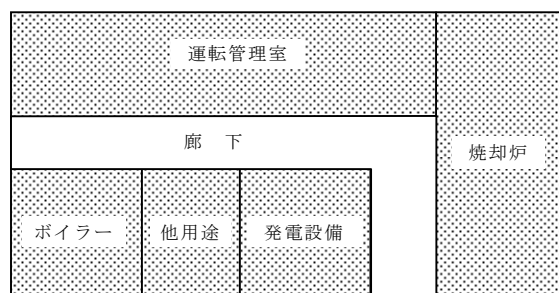 運転管理室
廊 下
焼却炉
ボイラー
他用途
発電設備